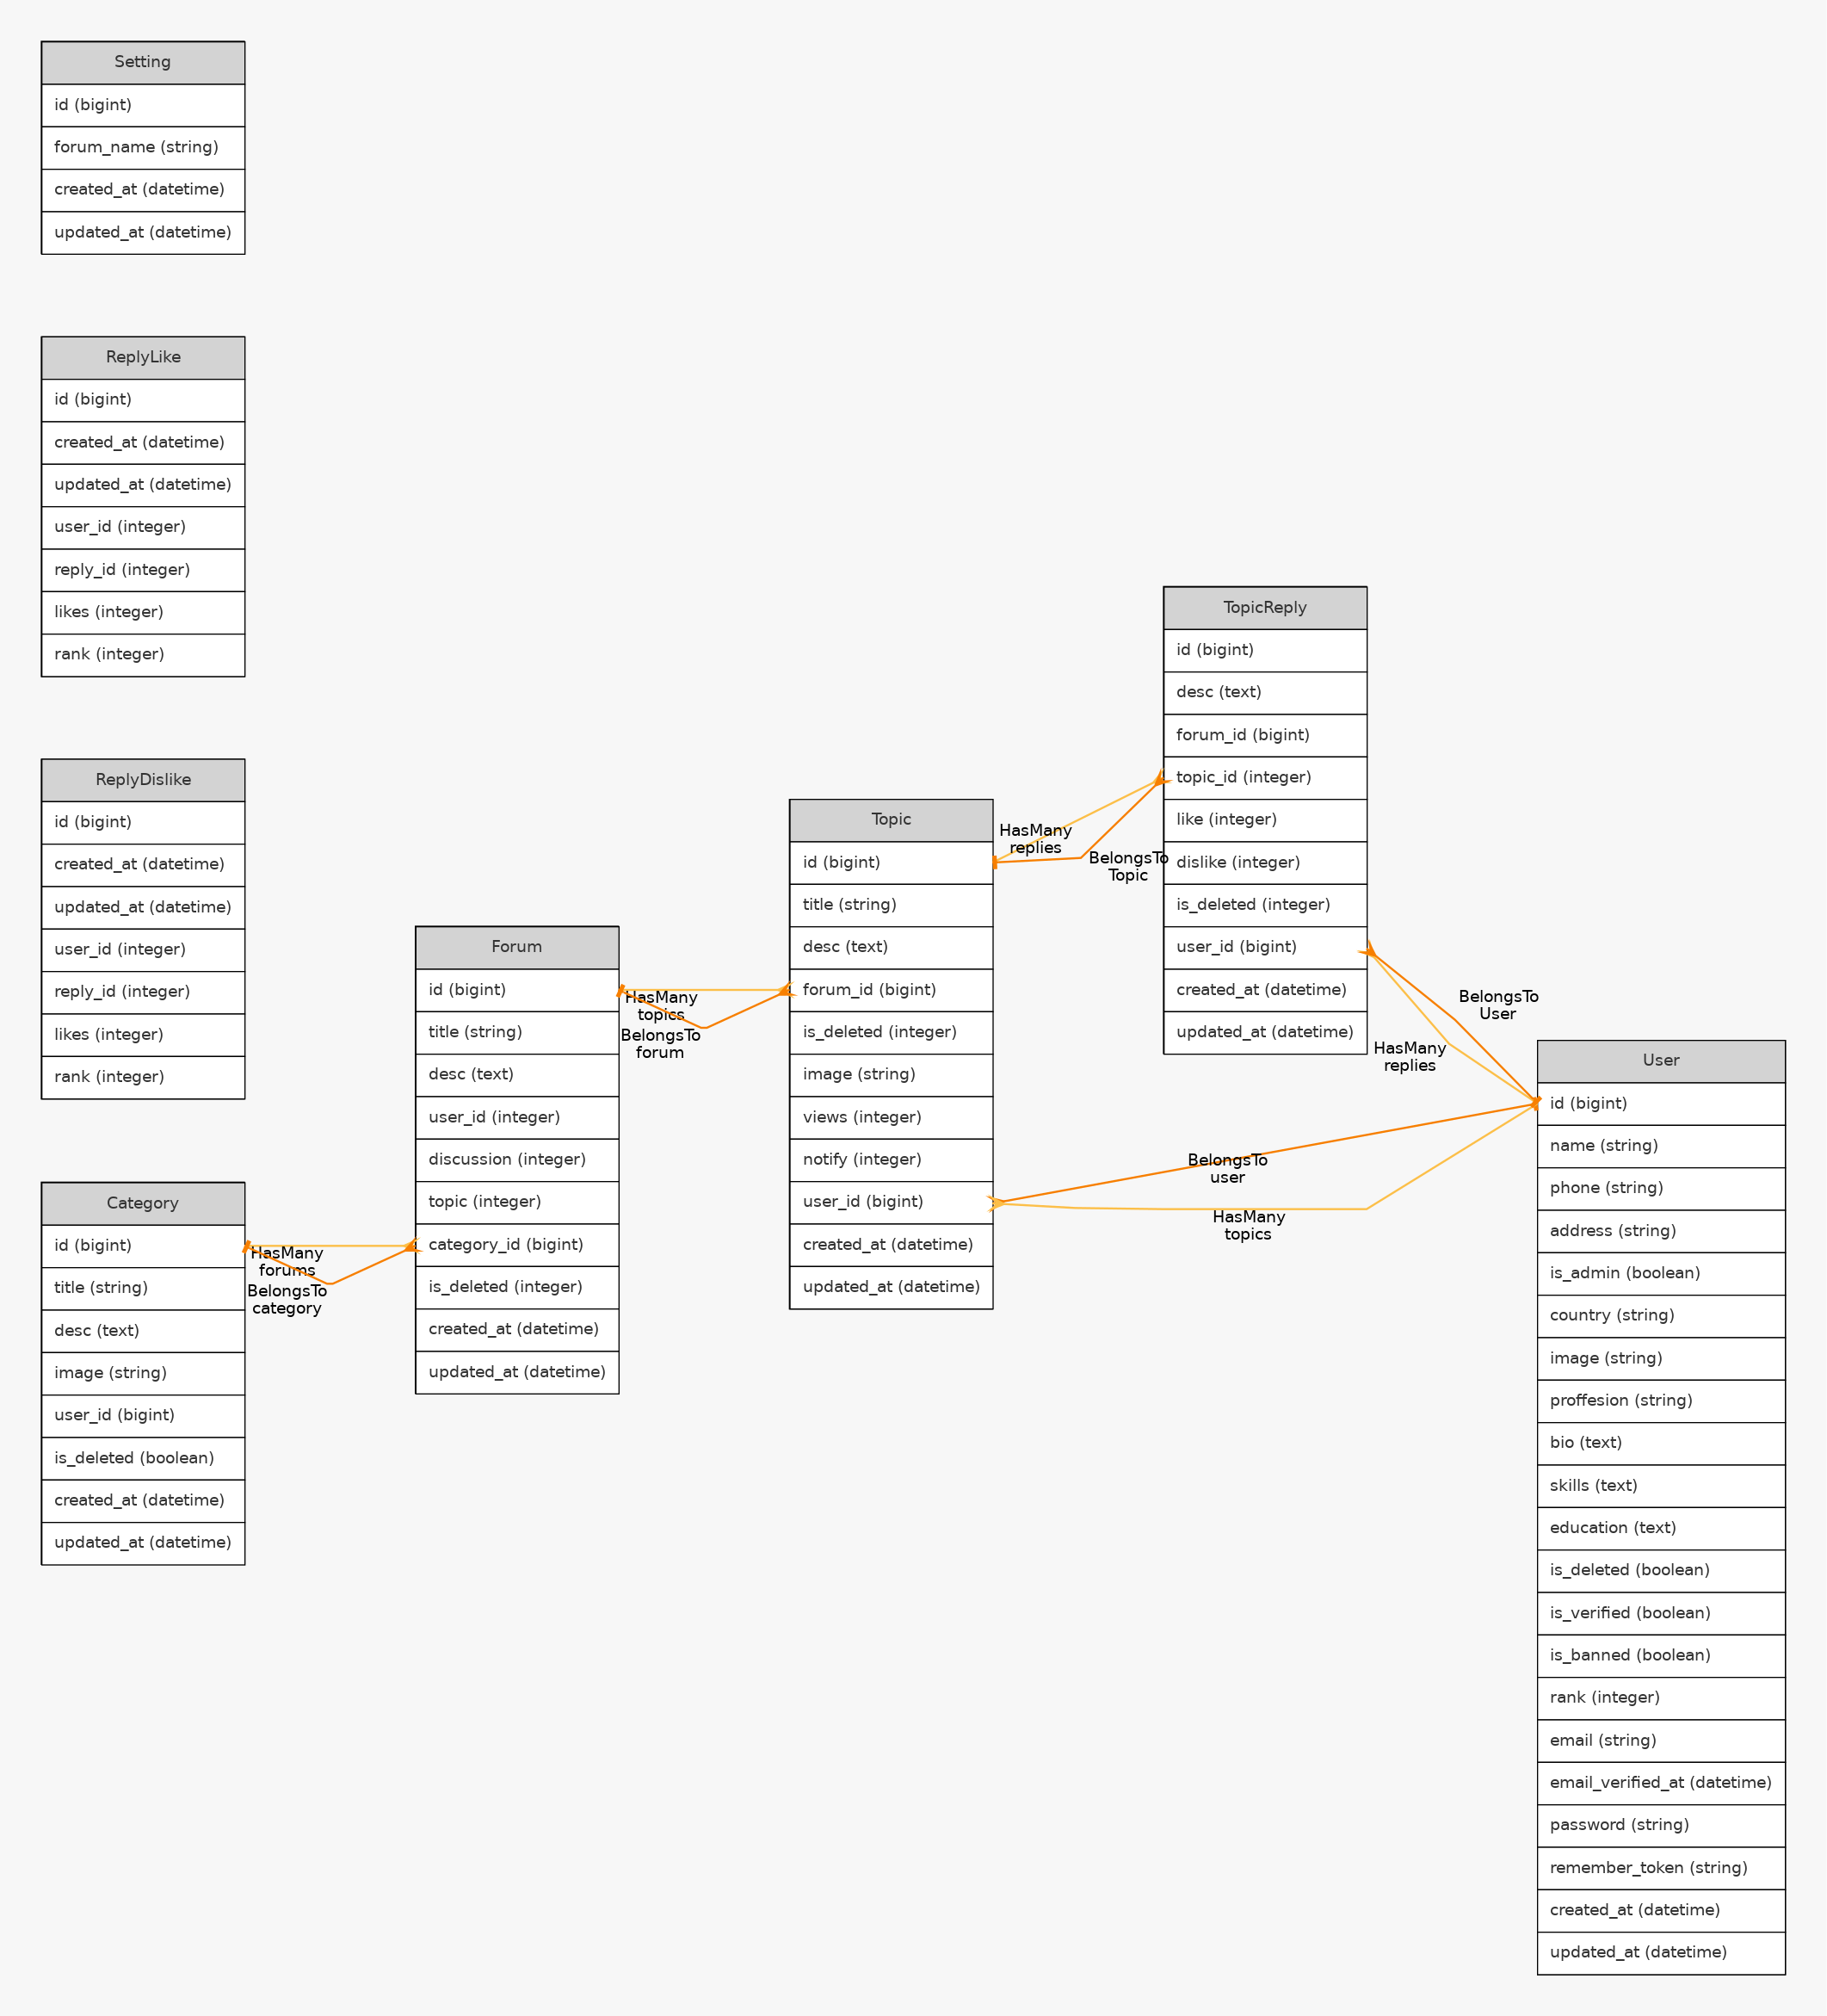 Setting
id (bigint)
forum_name (string)
created_at (datetime)
updated_at (datetime)
ReplyLike
id (bigint)
created_at (datetime)
updated_at (datetime)
user_id (integer)
reply_id (integer)
likes (integer)
rank (integer)
ReplyDislike
id (bigint)
created_at (datetime)
updated_at (datetime)
user_id (integer)
reply_id (integer)
likes (integer)
rank (integer)
Category
id (bigint)
title (string)
desc (text)
image (string)
user_id (bigint)
is_deleted (boolean)
created_at (datetime)
updated_at (datetime)
HasMany
forums
BelongsTo
category
Forum
id (bigint)
title (string)
desc (text)
user_id (integer)
discussion (integer)
topic (integer)
category_id (bigint)
is_deleted (integer)
created_at (datetime)
updated_at (datetime)
HasMany
topics
BelongsTo
forum
Topic
id (bigint)
title (string)
desc (text)
forum_id (bigint)
is_deleted (integer)
image (string)
views (integer)
notify (integer)
user_id (bigint)
created_at (datetime)
updated_at (datetime)
HasMany
replies
BelongsTo
Topic
TopicReply
id (bigint)
desc (text)
forum_id (bigint)
topic_id (integer)
like (integer)
dislike (integer)
is_deleted (integer)
user_id (bigint)
created_at (datetime)
updated_at (datetime)
BelongsTo
User
HasMany
replies
BelongsTo
user
HasMany
topics
User
id (bigint)
name (string)
phone (string)
address (string)
is_admin (boolean)
country (string)
image (string)
proffesion (string)
bio (text)
skills (text)
education (text)
is_deleted (boolean)
is_verified (boolean)
is_banned (boolean)
rank (integer)
email (string)
email_verified_at (datetime)
password (string)
remember_token (string)
created_at (datetime)
updated_at (datetime)